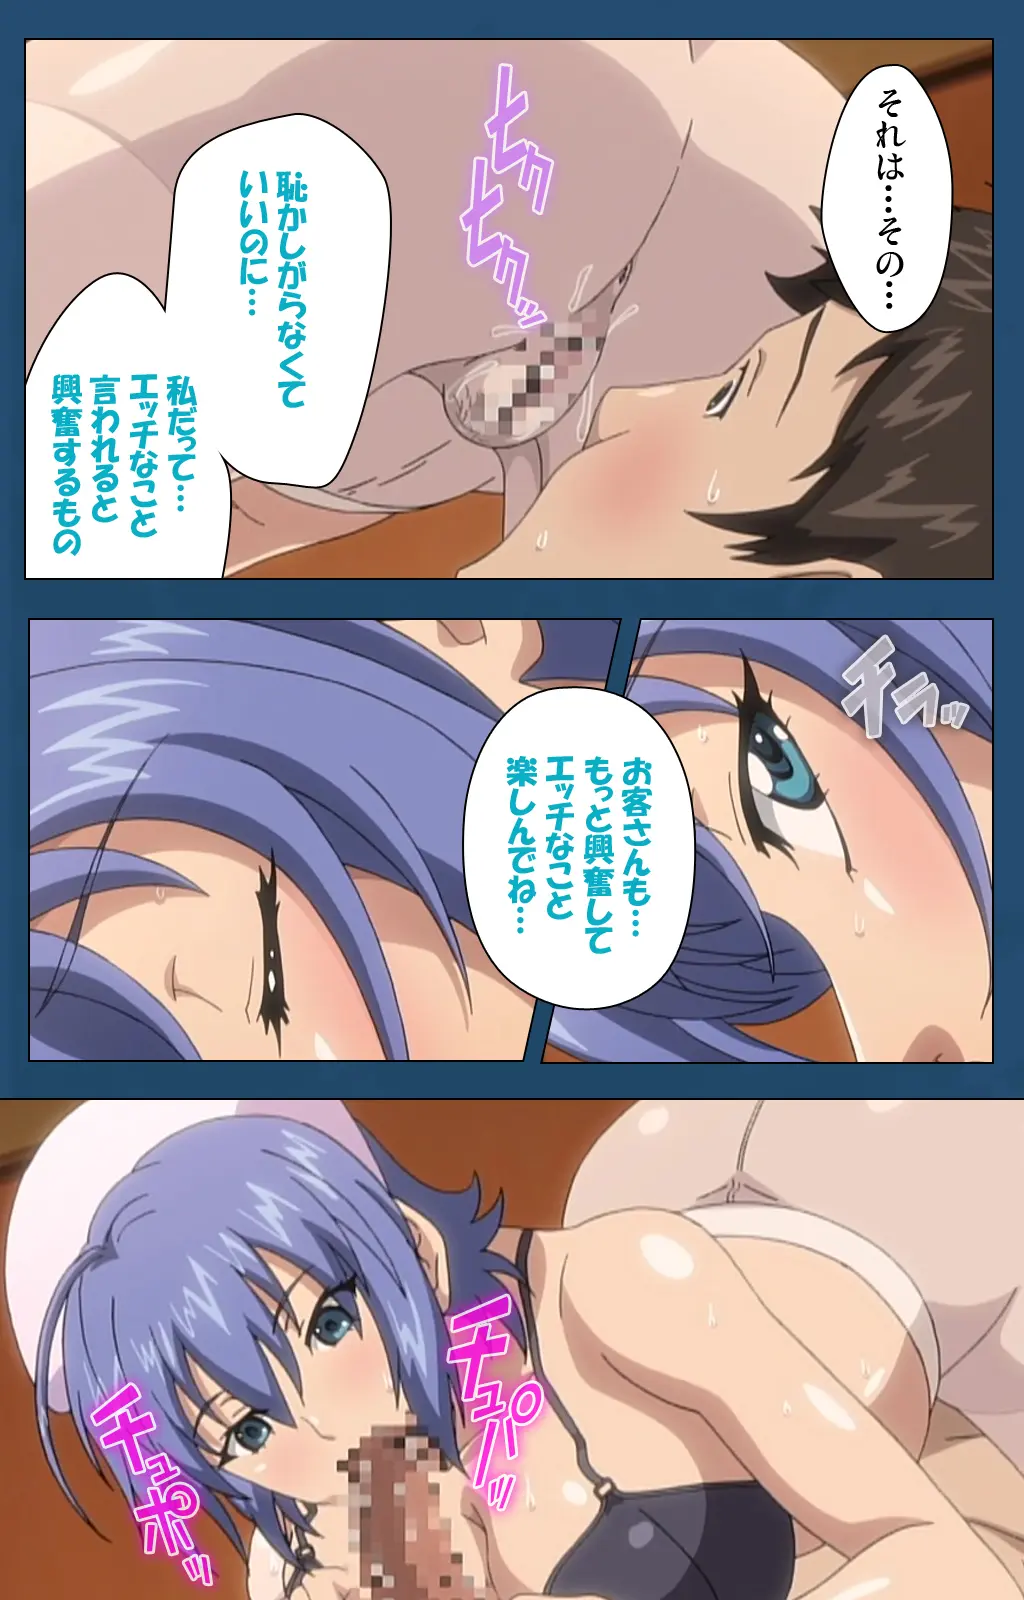 それは…その…
トクトクッ
恥かしがらなくて
いいのに…
私だって…
エッチなこと
言われると
興奮するもの
チラッ
お客さんも…
もっと興奮して
エッチなこと
楽しんでね…
チュパッ
チュポッ